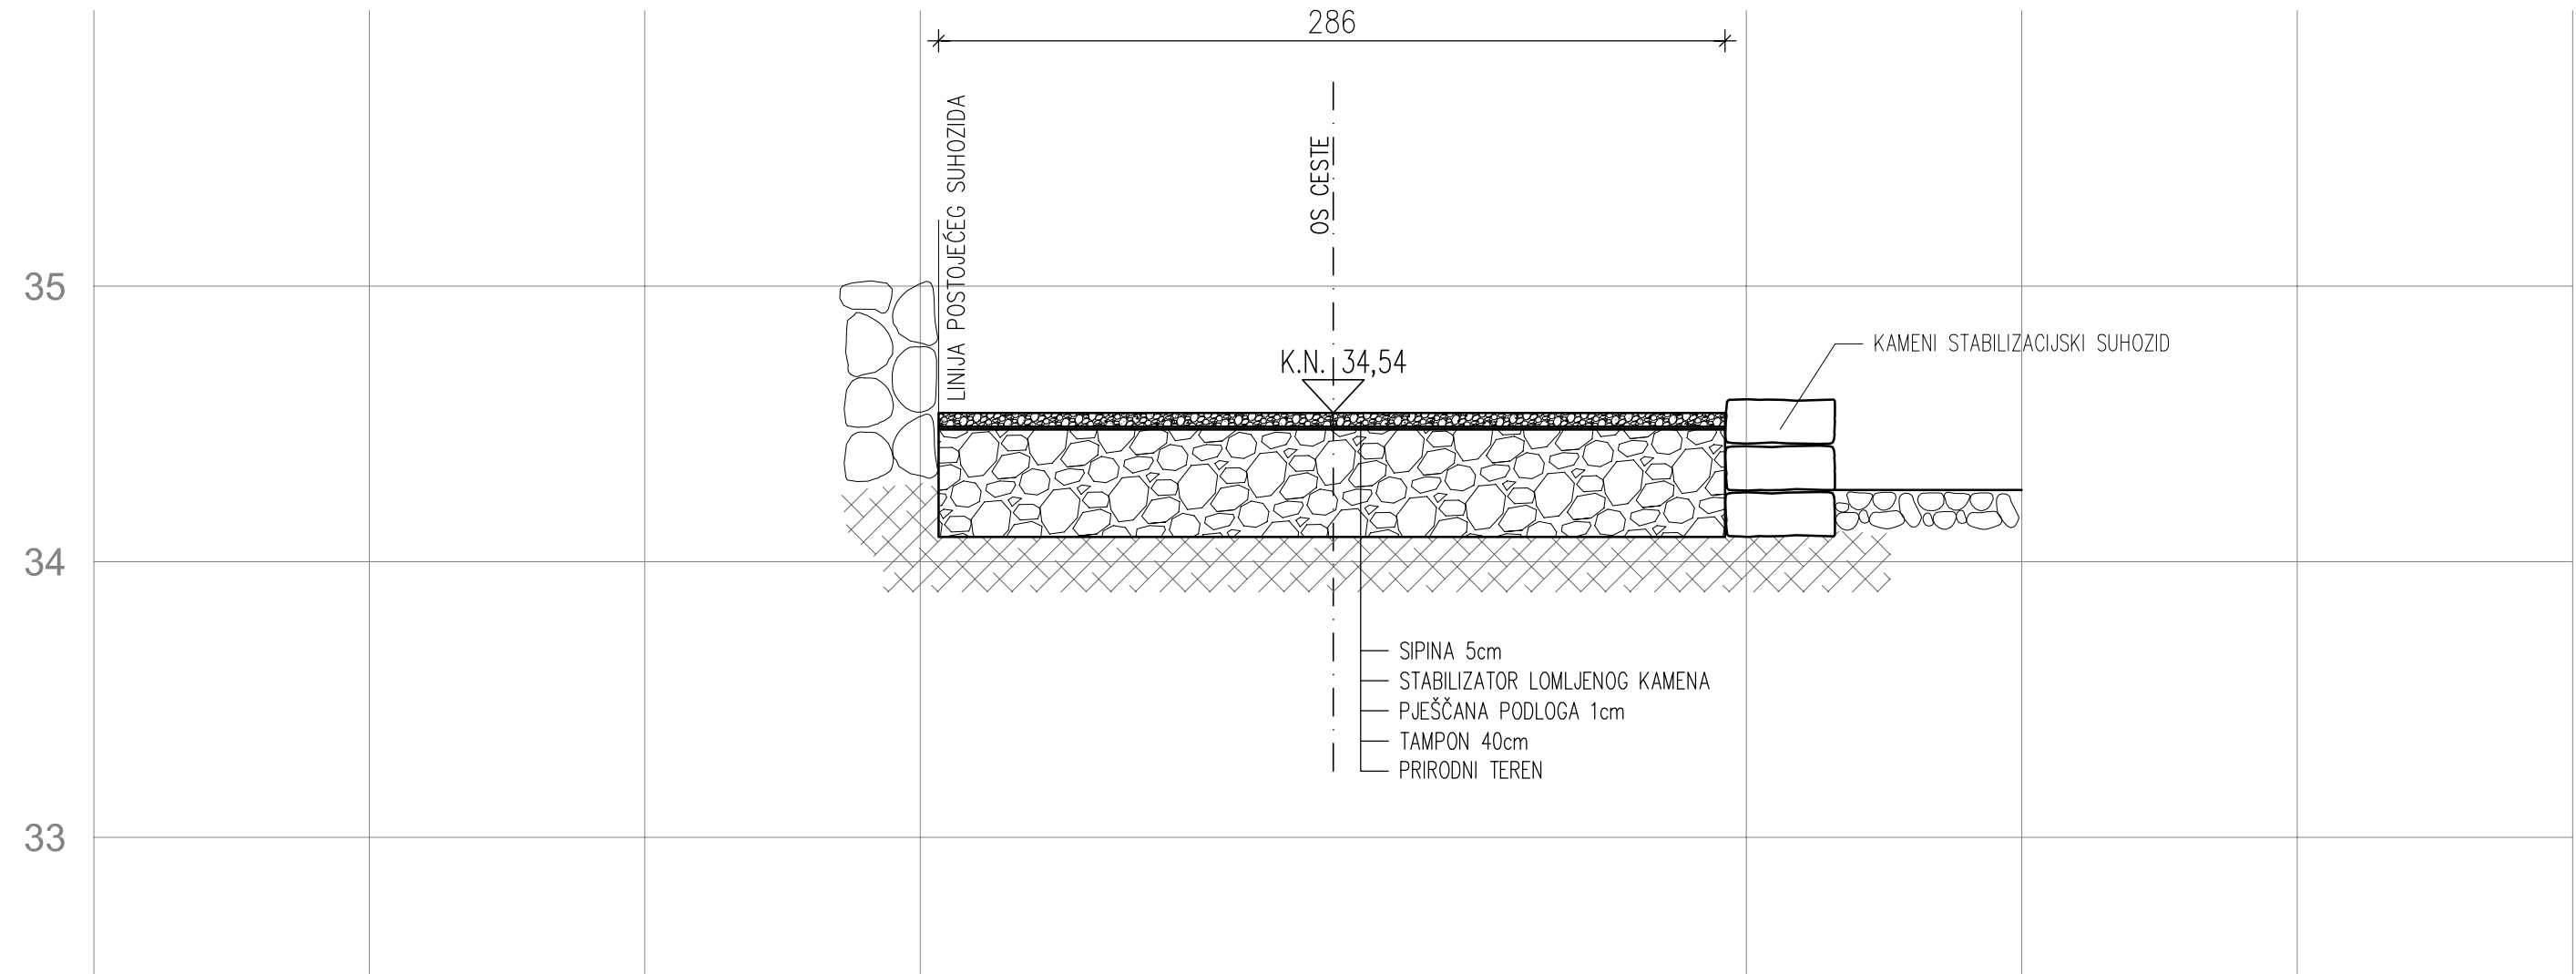 286
LINIJA POSTOJEĆEG SUHOZIDA
OS CESTE
35
KAMENI STABILIZACIJSKI SUHOZID
K.N. 34,54
34
SIPINA 5cm
STABILIZATOR LOMLJENOG KAMENA
PJEŠČANA PODLOGA 1cm
TAMPON 40cm
PRIRODNI TEREN
33